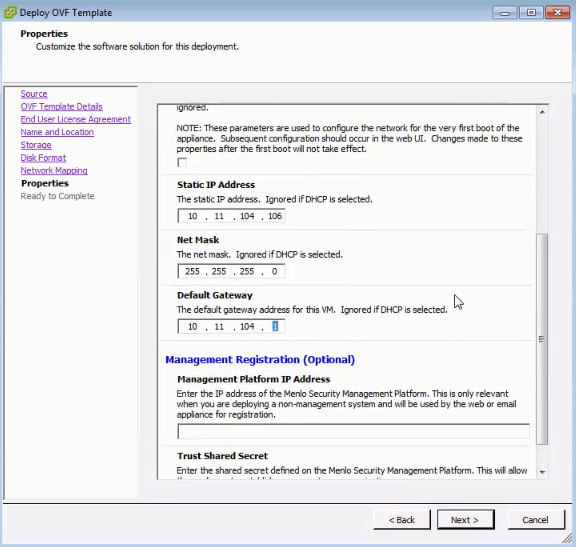 Deploy OVF Template
Properties
Customize the software solution for this deployment.
Source
OVF Template Details
End User License Agreement
Name and Location
Storage
Disk Format
Network Mapping
Properties
Ready to Complete
ignored.
NOTE: These parameters are used to configure the network for the very first boot of the
appliance. Subsequent configuration should occur in the web UI. Changes made to these
properties after the first boot will not take effect.
Static IP Address
The static IP address. Ignored if DHCP is selected.
10 . 11 . 104 . 106
Net Mask
The net mask. Ignored if DHCP is selected.
255 . 255 . 255 . 0
Default Gateway
The default gateway address for this VM. Ignored if DHCP is selected.
10 . 11 . 104 . 1
Management Registration (Optional)
Management Platform IP Address
Enter the IP address of the Menlo Security Management Platform. This is only relevant
when you are deploying a non-management system and will be used by the web or email
appliance for registration.
Trust Shared Secret
Enter the shared secret defined on the Menlo Security Management Platform. This will allow
< Back
Next >
Cancel